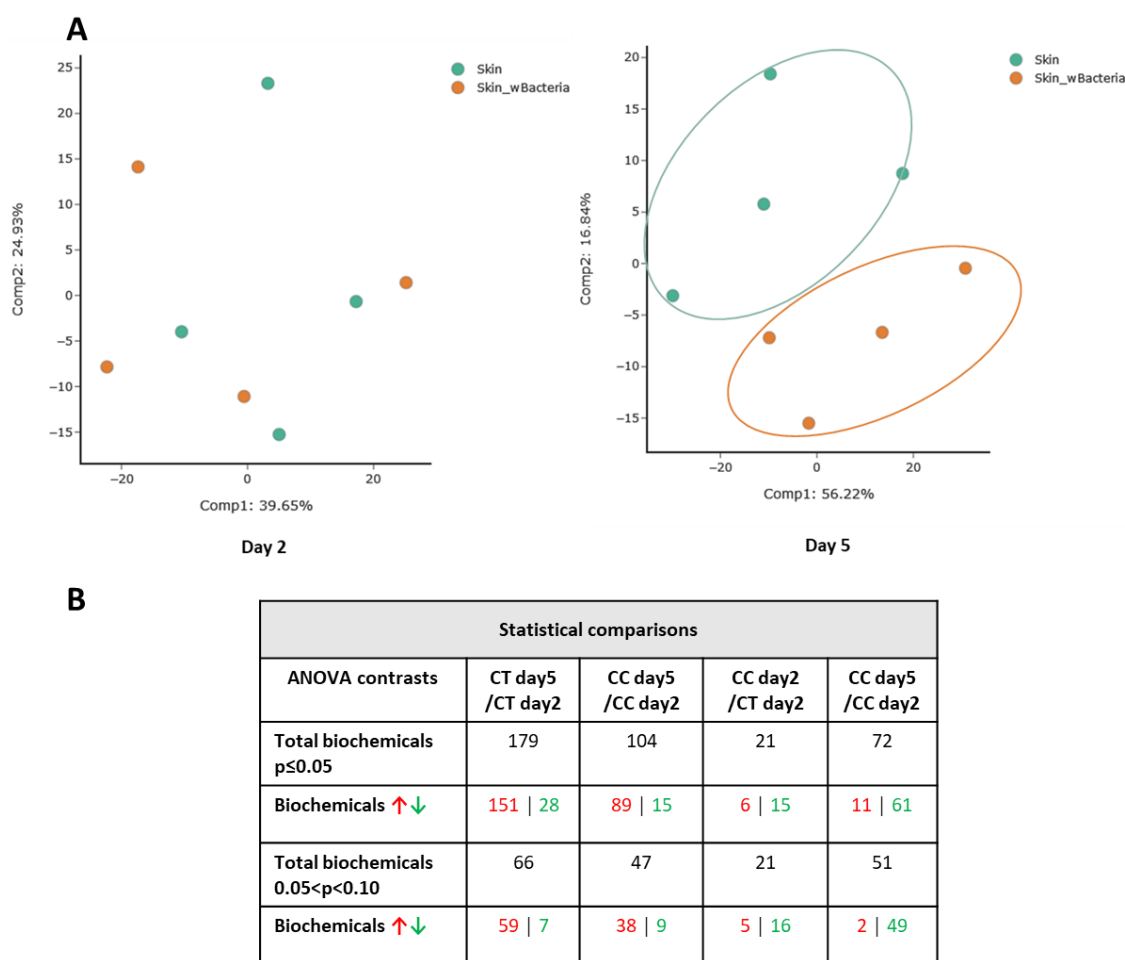 A
25
20
15
10
5
0
−5
−10
−15
−20
0
20
Comp2: 24.93%
Comp1: 39.65%
Skin
Skin_wBacteria
Day 2
20
15
10
5
0
−5
−10
−15
−20
0
20
Comp2: 16.84%
Comp1: 56.22%
Skin
Skin_wBacteria
Day 5
B
Statistical comparisons
ANOVA contrasts
CT day5
/CT day2
CC day5
/CC day2
CC day2
/CT day2
CC day5
/CC day2
Total biochemicals
p≤0.05
179
104
21
72
Biochemicals ↑↓
151 | 28
89 | 15
6 | 15
11 | 61
Total biochemicals
0.05<p<0.10
66
47
21
51
Biochemicals ↑↓
59 | 7
38 | 9
5 | 16
2 | 49